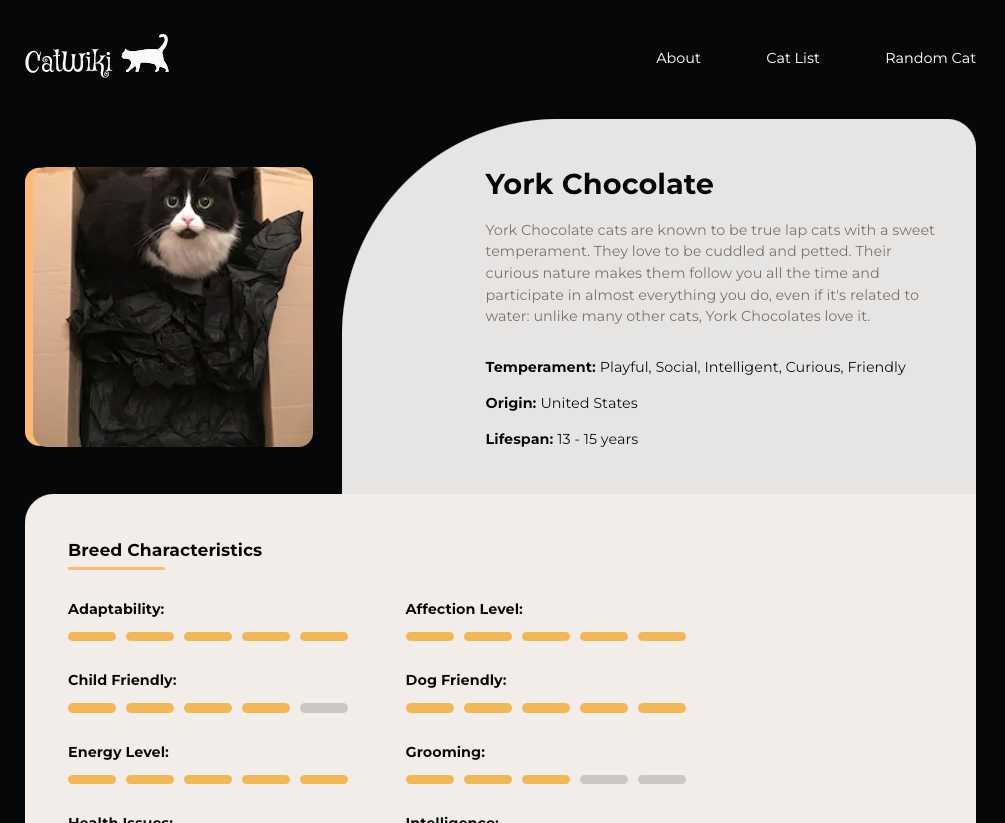 CatWiki
About
Cat List
Random Cat
York Chocolate
York Chocolate cats are known to be true lap cats with a sweet
temperament. They love to be cuddled and petted. Their
curious nature makes them follow you all the time and
participate in almost everything you do, even if it's related to
water: unlike many other cats, York Chocolates love it.
Temperament: Playful, Social, Intelligent, Curious, Friendly
Origin: United States
Lifespan: 13 - 15 years
Breed Characteristics
Adaptability:
Affection Level:
Child Friendly:
Dog Friendly:
Energy Level:
Grooming:
Health Issues:
Intelligence: